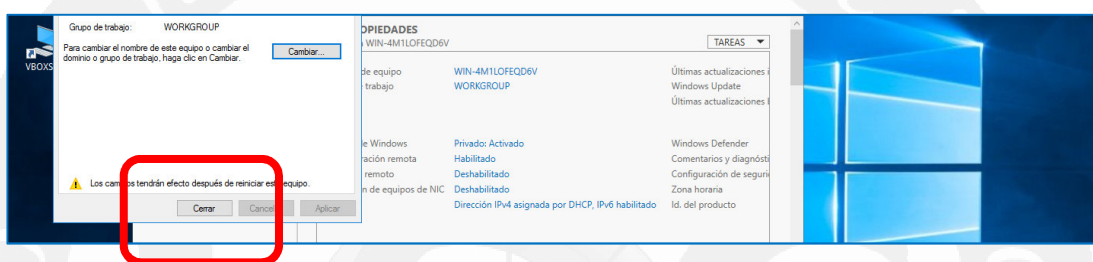 Grupo de trabajo: WORKGROUP
Para cambiar el nombre de este equipo o cambiar el
dominio o grupo de trabajo, haga clic en Cambiar.
Cambiar...
Los cambios tendrán efecto después de reiniciar este equipo.
Cerrar Cancelar Aplicar
VBOXS
OPIEDADES
WIN-4M1LOFEQD6V
TAREAS
de equipo WIN-4M1LOFEQD6V
trabajo WORKGROUP
Últimas actualizaciones i
Windows Update
Últimas actualizaciones
e Windows Privado: Activado
ración remota Habilitado
remoto Deshabilitado
n de equipos de NIC Deshabilitado
Dirección IPv4 asignada por DHCP, IPv6 habilitado
Windows Defender
Comentarios y diagnósti
Configuración de seguri
Zona horaria
Id. del producto